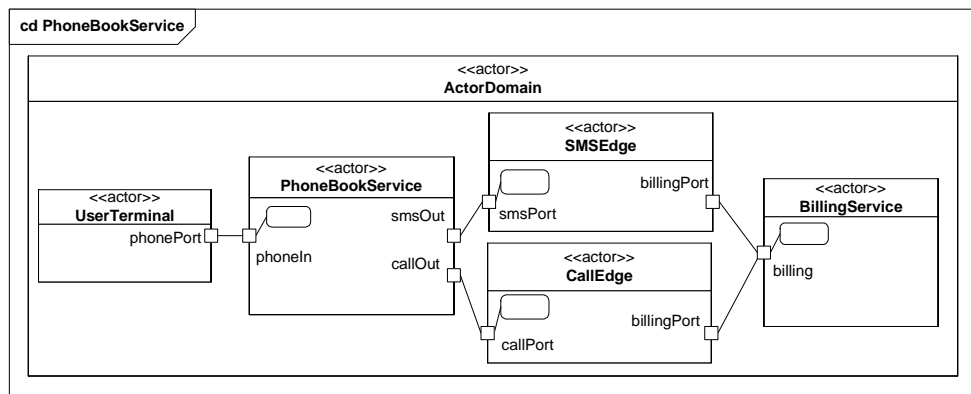 cd PhoneBookService
<<actor>>
ActorDomain
<<actor>>
UserTerminal
phonePort
<<actor>>
PhoneBookService
smsOut
phoneIn
callOut
<<actor>>
SMSEdge
billingPort
smsPort
<<actor>>
CallEdge
billingPort
callPort
<<actor>>
BillingService
billing